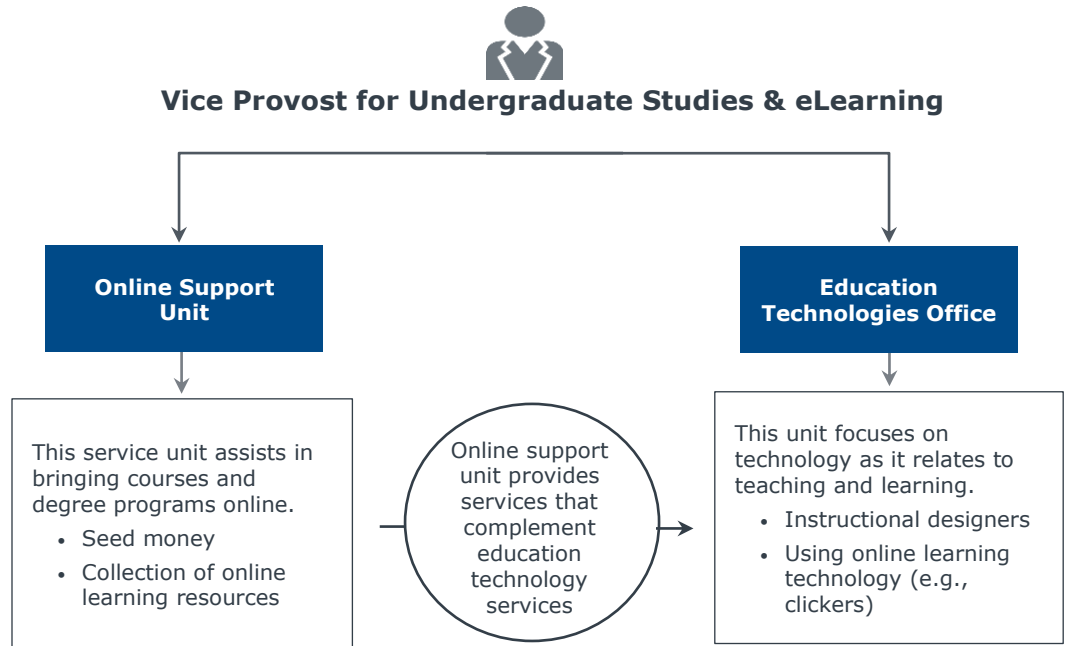 Vice Provost for Undergraduate Studies & eLearning
Online Support
Unit
Education
Technologies Office
This service unit assists in
bringing courses and
degree programs online.
• Seed money
• Collection of online
learning resources
Online support
unit provides
services that
complement
education
technology
services
This unit focuses on
technology as it relates to
teaching and learning.
• Instructional designers
• Using online learning
technology (e.g.,
clickers)